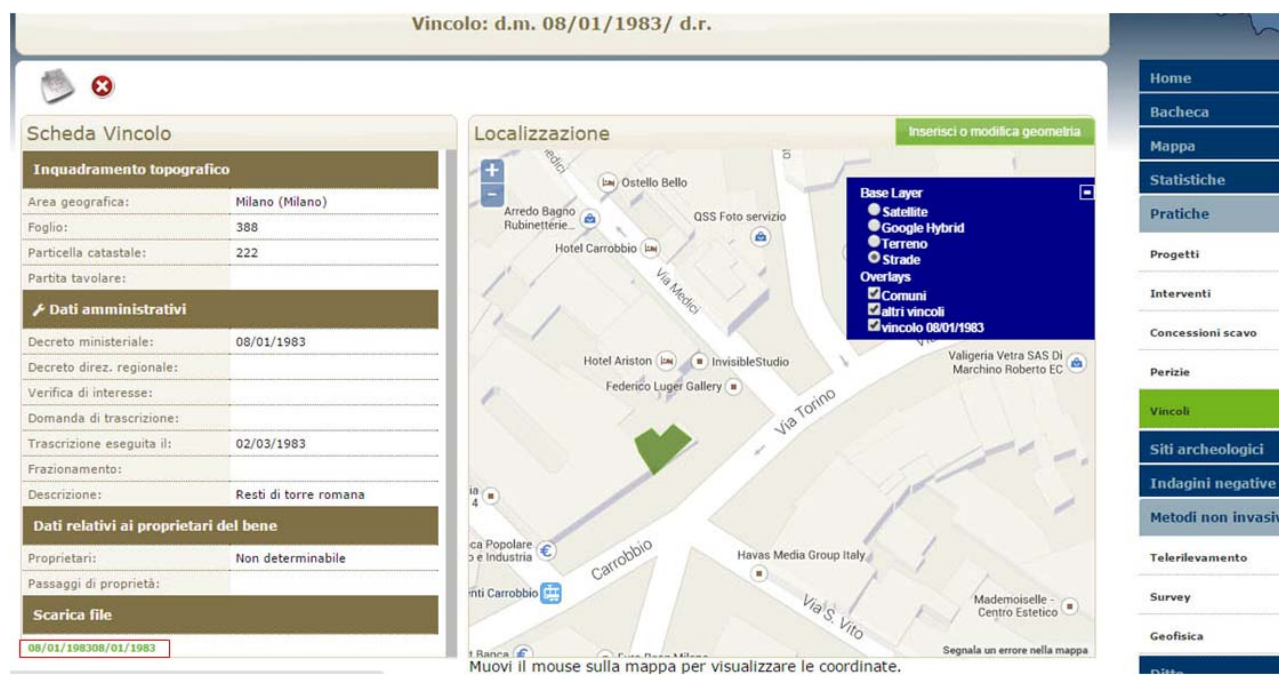 Vincolo: d.m. 08/01/1983/ d.r.
Scheda Vincolo
Inquadramento topografico
Area geografica: Milano (Milano)
Foglio: 388
Particella catastale: 222
Partita tavolare:
Dati amministrativi
Decreto ministeriale: 08/01/1983
Decreto direz. regionale:
Verifica di interesse:
Domanda di trascrizione:
Trascrizione eseguita il: 02/03/1983
Frazionamento:
Descrizione: Resti di torre romana
Dati relativi ai proprietari del bene
Proprietari: Non determinabile
Passaggi di proprietà:
Scarica file
08/01/198308/01/1983
Localizzazione
Inserisci o modifica geometria
+
-
Medici
Ostello Bello
Arredo Bagno
Rubinetterie...
QSS Foto servizio
Hotel Carrobbio
Via Medici
Base Layer
Satellite
Google Hybrid
Terreno
Strade
Overlays
Comuni
altri vincoli
vincolo 08/01/1983
Hotel Ariston
InvisibleStudio
Federico Luger Gallery
Valigeria Vetra SAS Di
Marchino Roberto EC
Via Torino
4
Carrobbio
Havas Media Group Italy
Via S. Vito
Mademoiselle -
Centro Estetico
Segnala un errore nella mappa
Muovi il mouse sulla mappa per visualizzare le coordinate.
Home
Bacheca
Mappa
Statistiche
Pratiche
Progetti
Interventi
Concessioni scavo
Perizie
Vincoli
Siti archeologici
Indagini negative
Metodi non invasiv
Telerilevamento
Survey
Geofisica